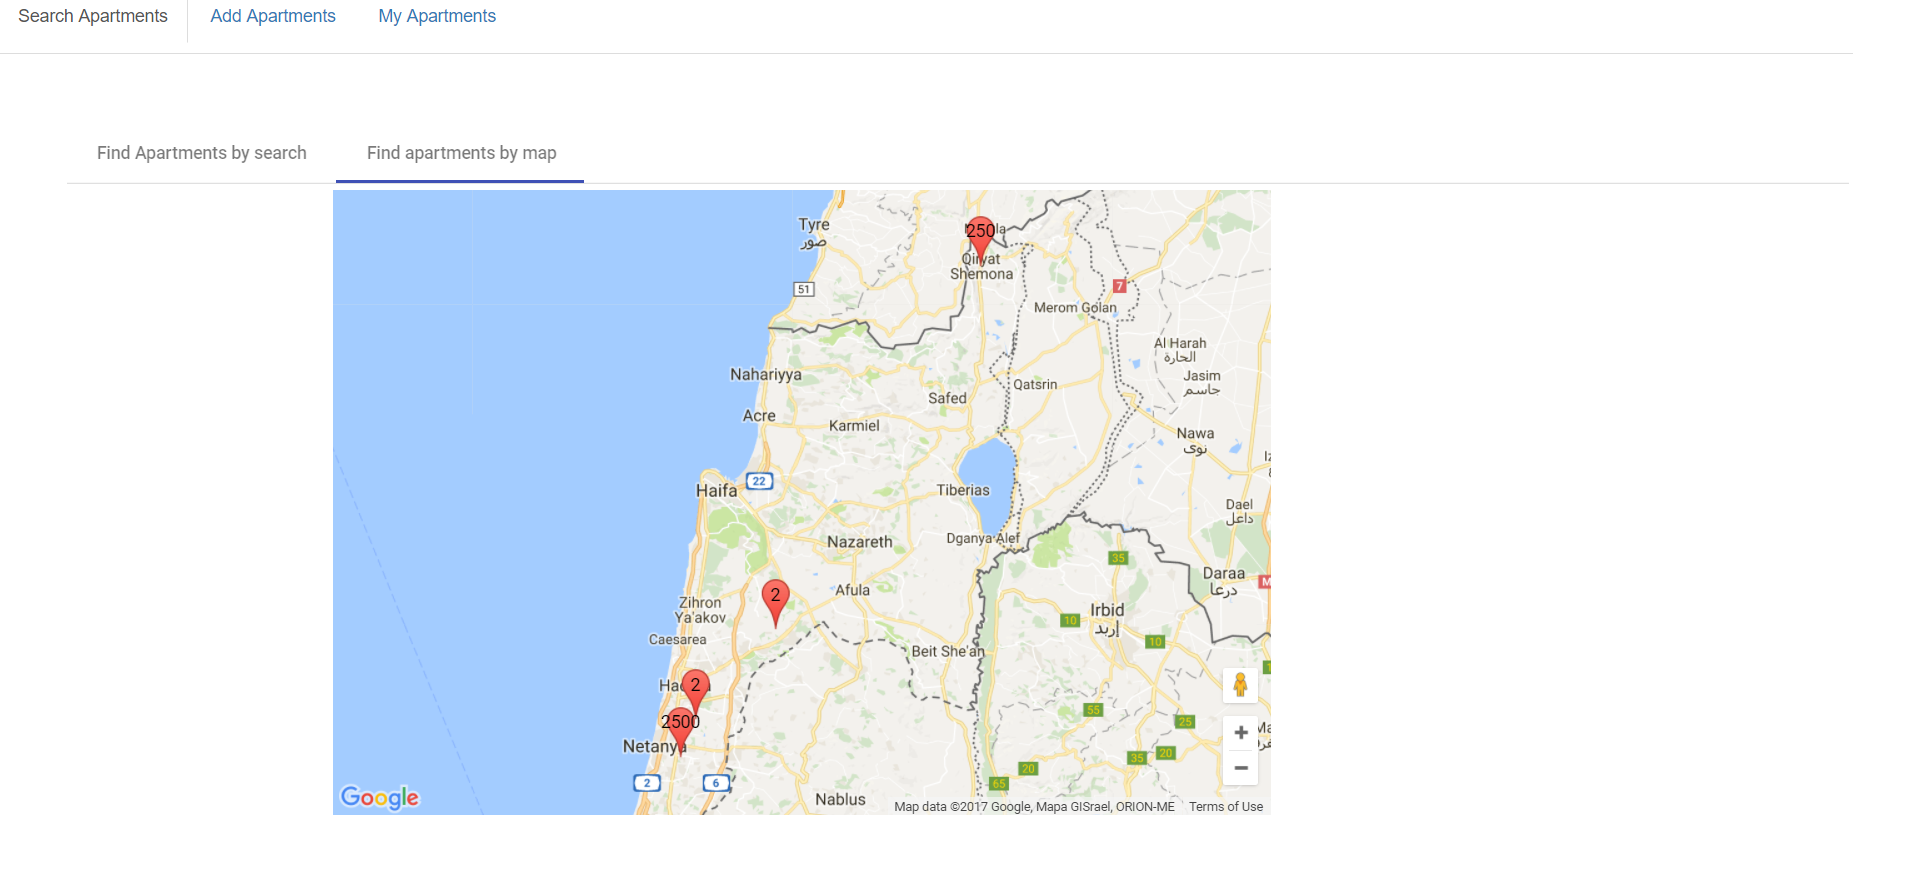 Search Apartments
Add Apartments
My Apartments
Find Apartments by search
Find apartments by map
Tyre
صور
250
Qiryat
Shemona
51
7
Merom Golan
Al Harah
الحارة
Jasim
جاسم
Nahariyya
Qatsrin
Safed
Acre
Karmiel
Nawa
نوى
22
Haifa
Tiberias
Dael
داعل
Nazareth
Dganya Alef
35
Daraa
درعا
M
2
Afula
Zihron
Ya'akov
Irbid
إربد
10
10
Caesarea
Beit She'an
2
55
25
2500
Netanya
35
20
20
65
2
6
Nablus
Google
Map data ©2017 Google, Mapa GISrael, ORION-ME
Terms of Use